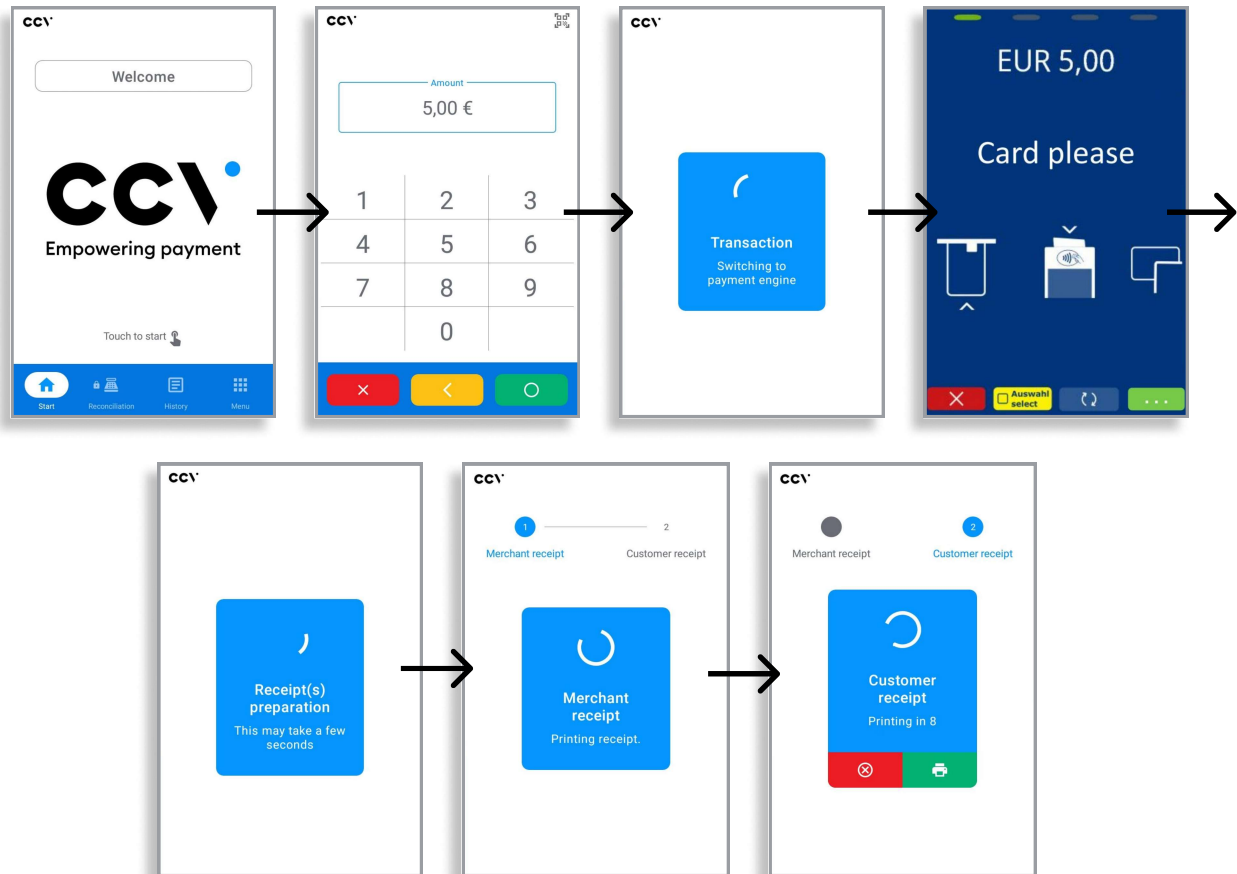 ccv
Welcome
ccv
Empowering payment
Touch to start
Start
Reconciliation
History
Menu
ccv
Amount
5,00 €
1 2 3
4 5 6
7 8 9
0
ccv
Transaction
Switching to
payment engine
EUR 5,00
Card please
Auswahl
select
...
ccv
Receipt(s)
preparation
This may take a few
seconds
ccv
1 2
Merchant receipt Customer receipt
Merchant
receipt
Printing receipt.
ccv
2
Merchant receipt Customer receipt
Customer
receipt
Printing in 8